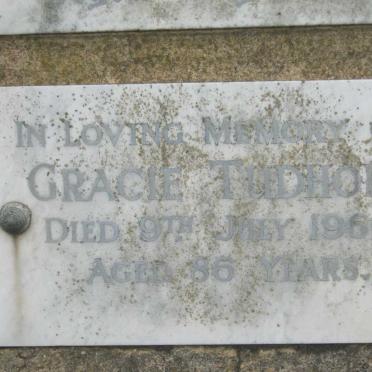 IN LOVING MEMORY
GRACIE TUDHO
DIED 9TH JULY 196
AGED 86 YEARS.